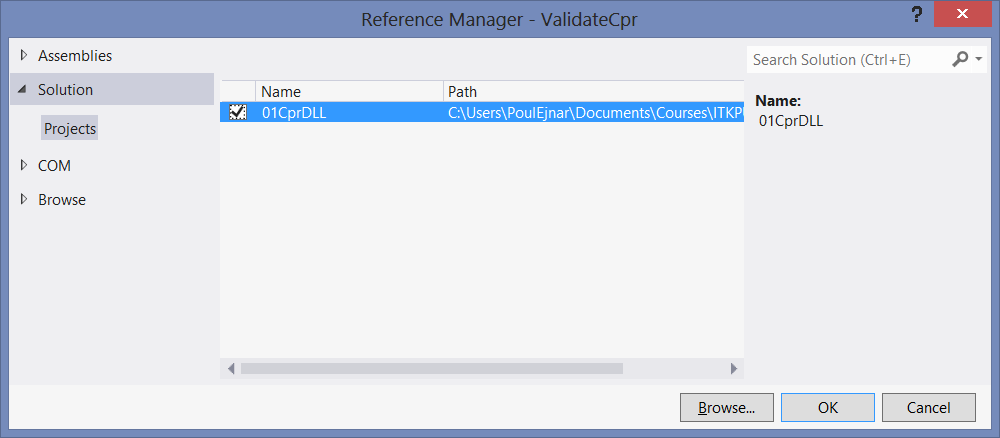 Reference Manager - ValidateCpr
?
Assemblies
Solution
Projects
COM
Browse
Name Path
01CprDLL C:\Users\PoulEjnar\Documents\Courses\ITKP
Search Solution (Ctrl+E)
Name:
01CprDLL
Browse... OK Cancel